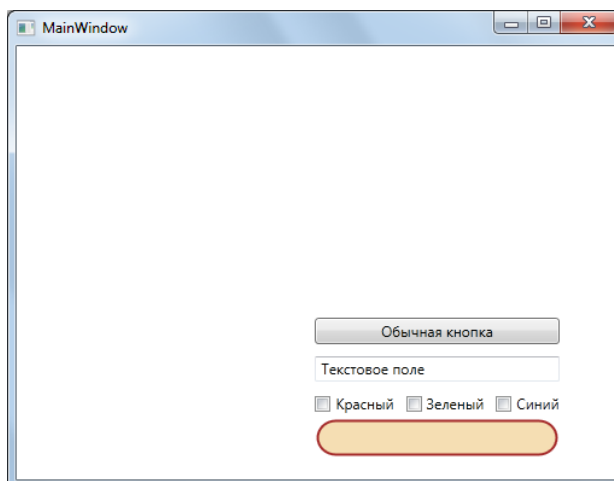 MainWindow
Обычная кнопка
Текстовое поле
Красный Зеленый Синий